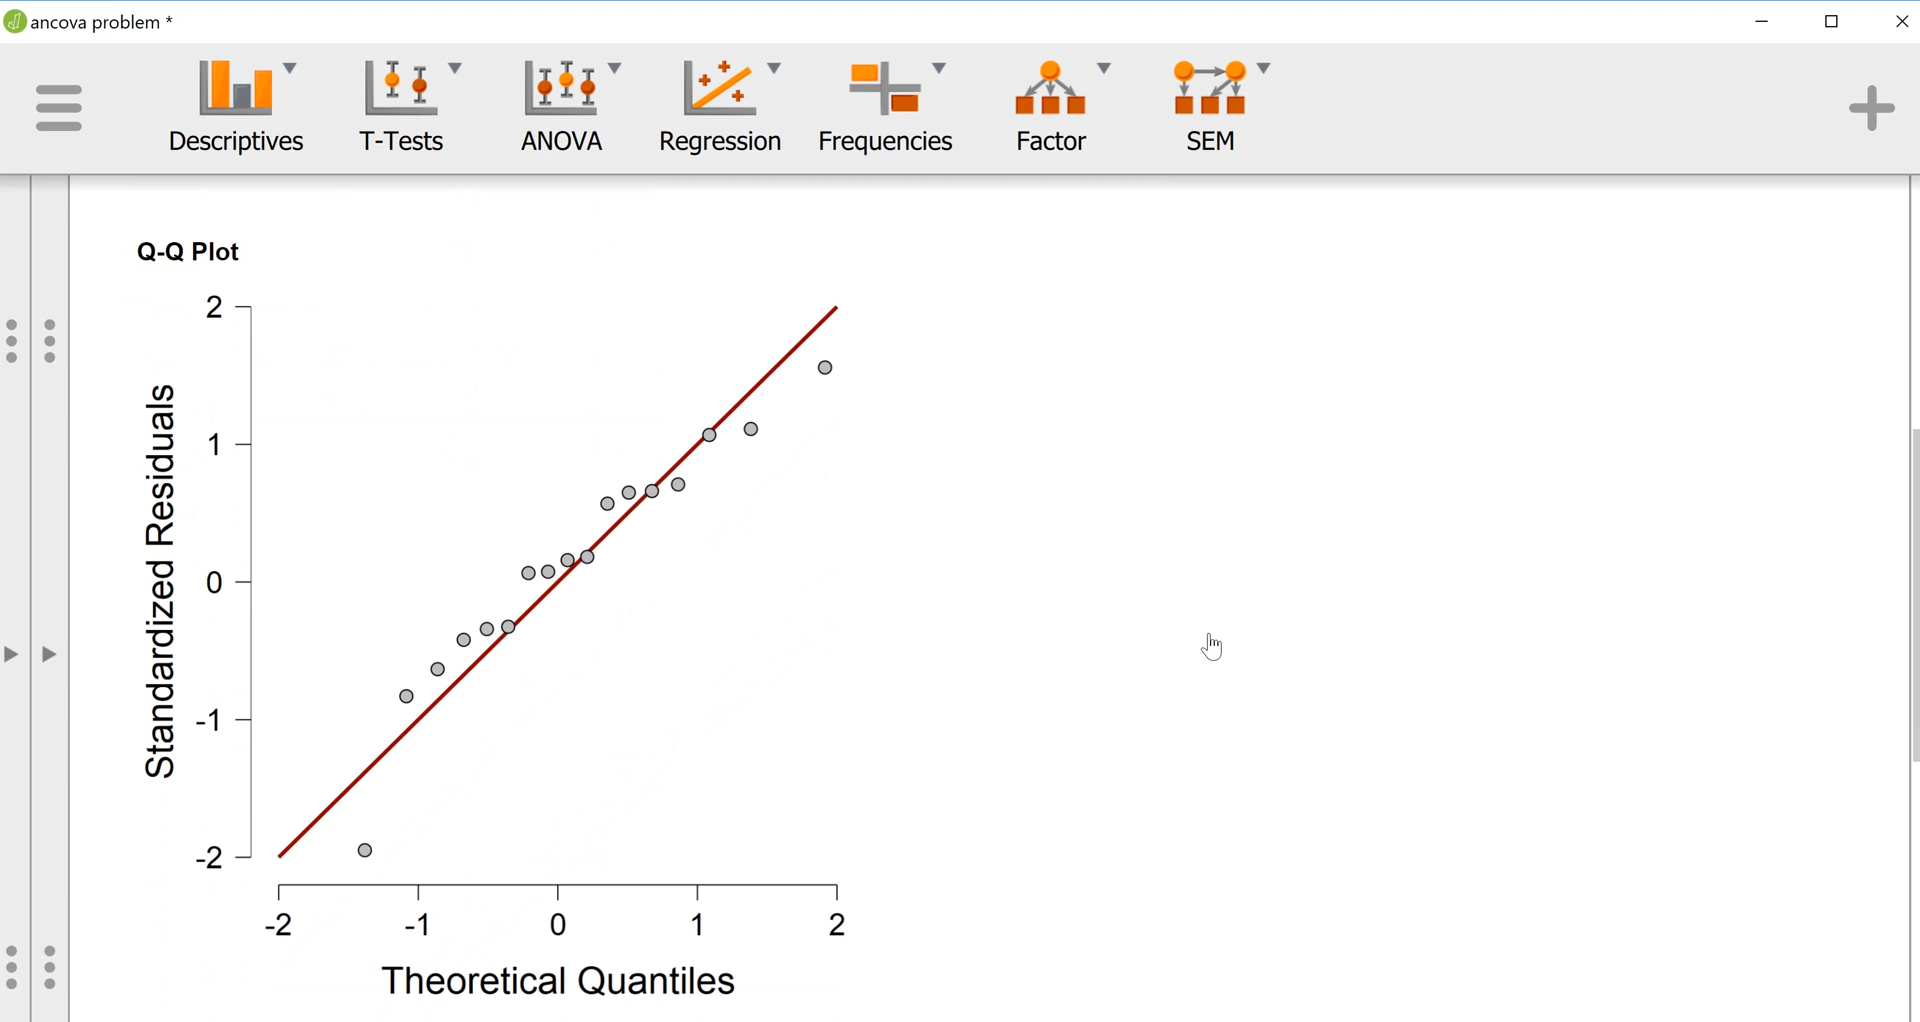 ancova problem *
Descriptives
T-Tests
ANOVA
Regression
Frequencies
Factor
SEM
Q-Q Plot
2
1
0
-1
-2
Standardized Residuals
-2
-1
0
1
2
Theoretical Quantiles